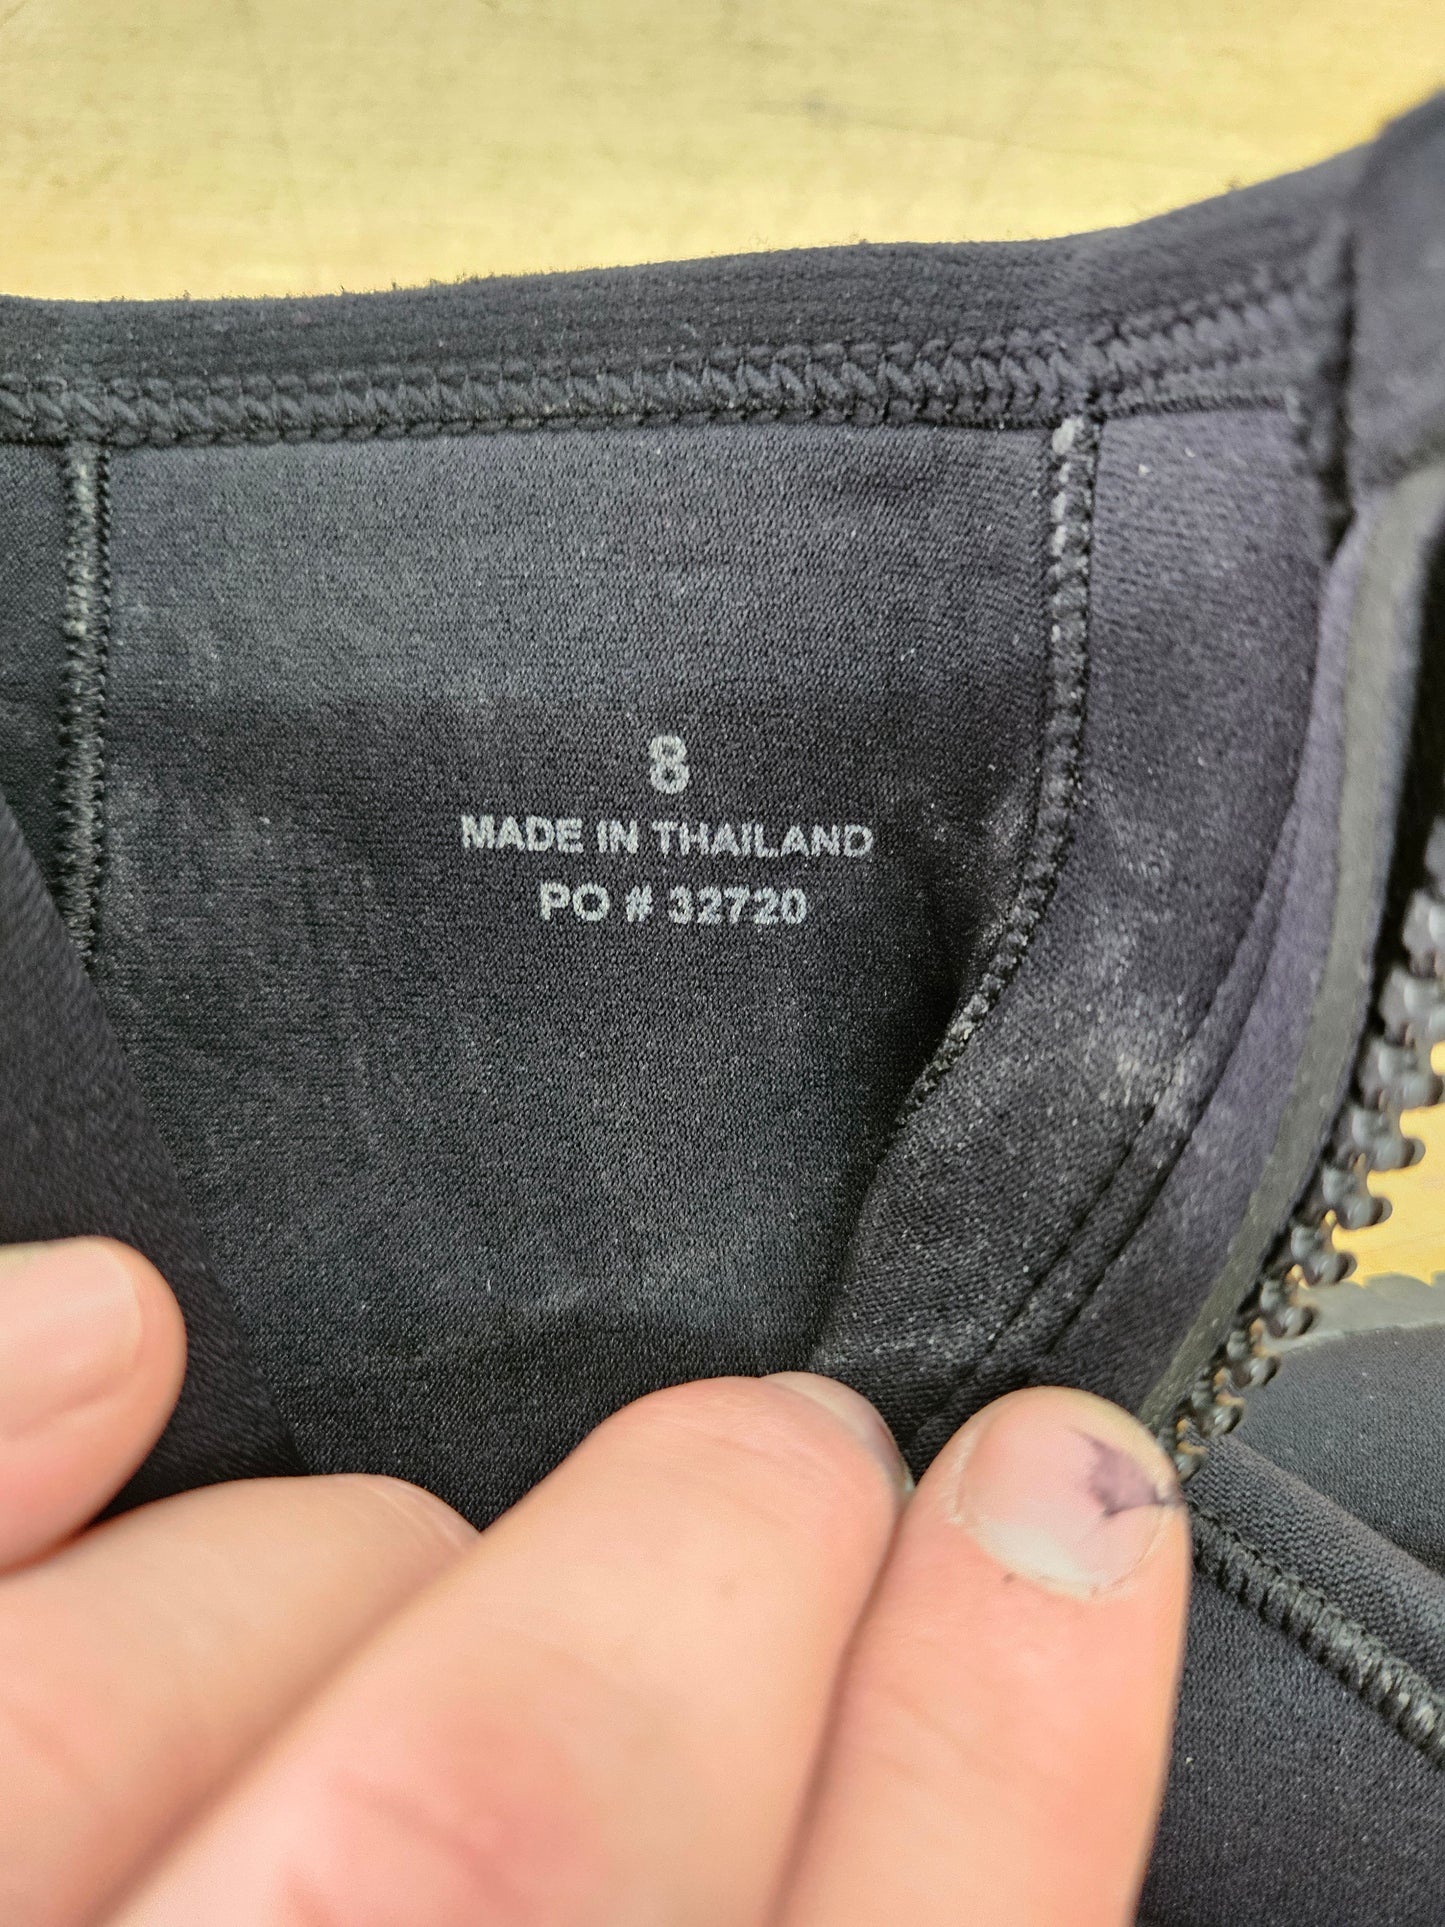 8
MADE IN THAILAND
PO # 32720